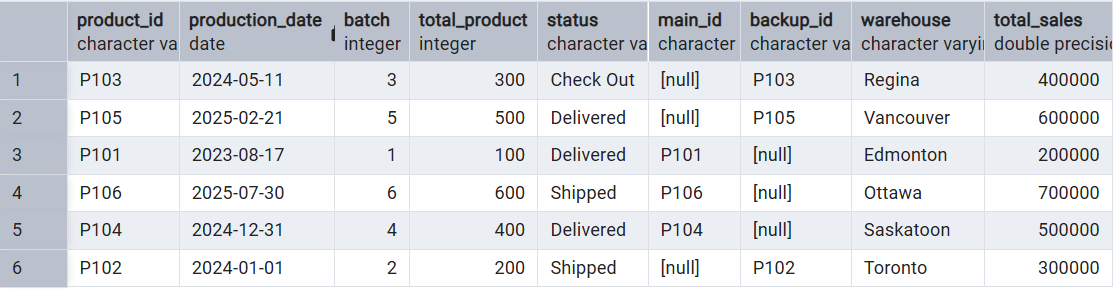 product_id production_date batch total_product status main_id backup_id warehouse total_sales
character va date integer integer character va character character va character varyi double precisi
1 P103 2024-05-11 3 300 Check Out [null] P103 Regina 400000
2 P105 2025-02-21 5 500 Delivered [null] P105 Vancouver 600000
3 P101 2023-08-17 1 100 Delivered P101 [null] Edmonton 200000
4 P106 2025-07-30 6 600 Shipped P106 [null] Ottawa 700000
5 P104 2024-12-31 4 400 Delivered P104 [null] Saskatoon 500000
6 P102 2024-01-01 2 200 Shipped [null] P102 Toronto 300000